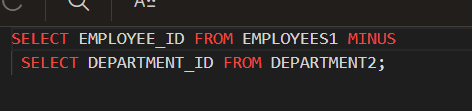 SELECT EMPLOYEE_ID FROM EMPLOYEES1 MINUS
SELECT DEPARTMENT_ID FROM DEPARTMENT2;